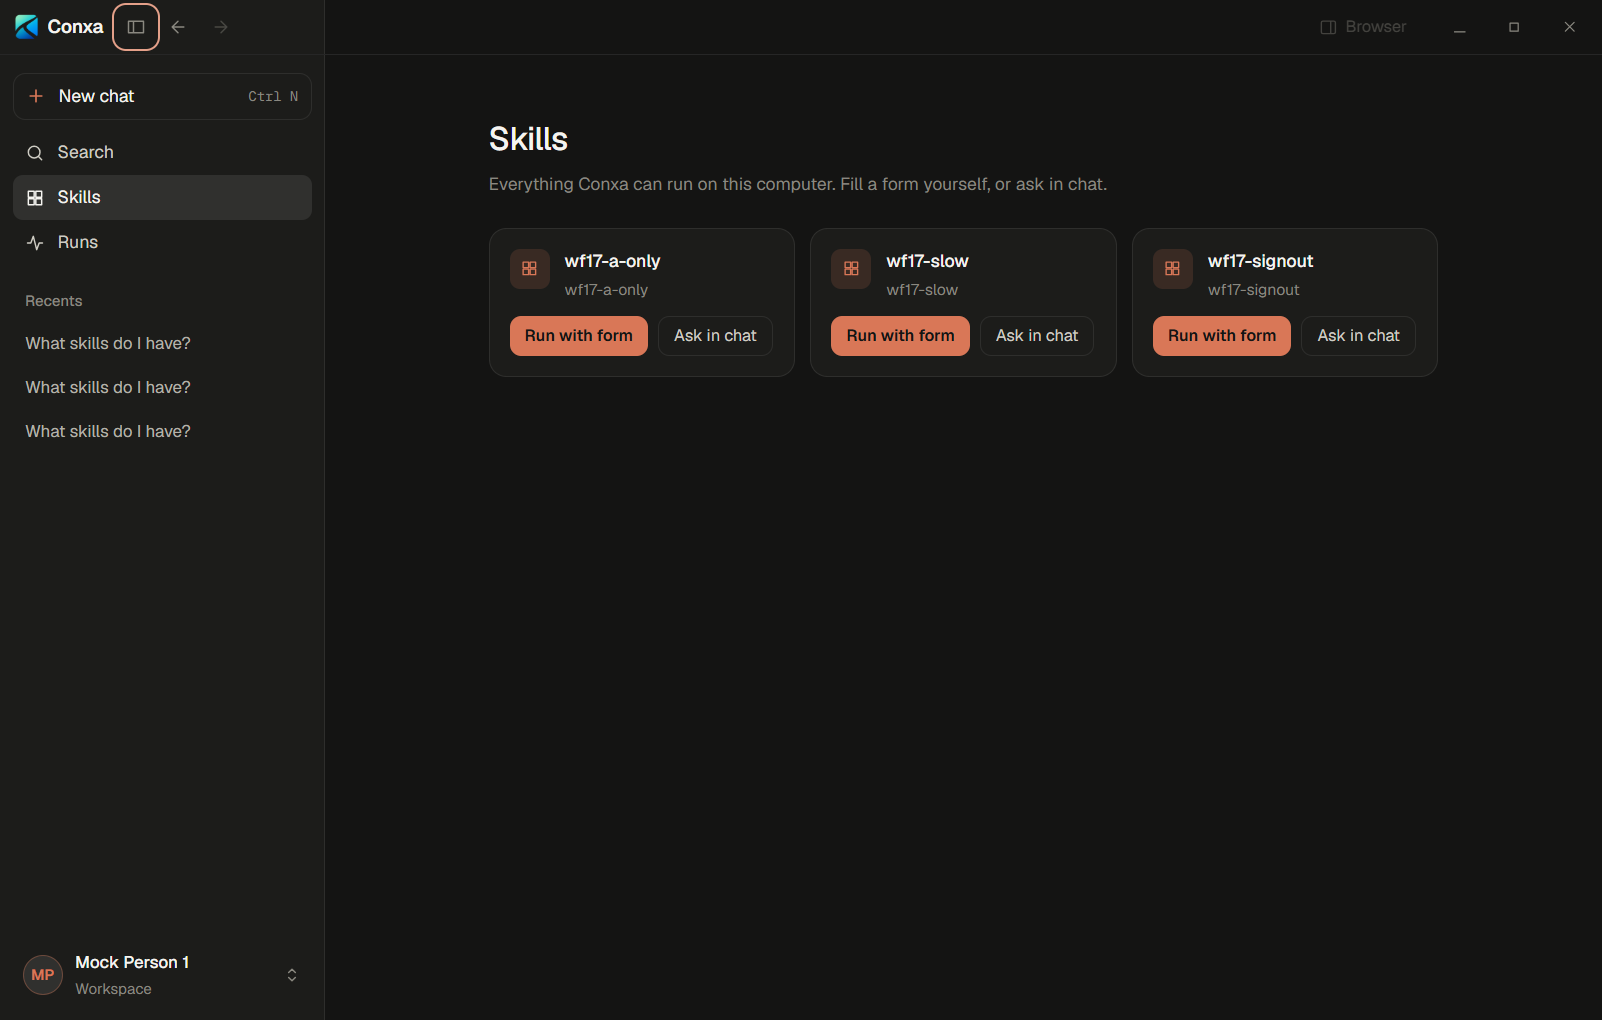 Conxa
Browser
New chat
Ctrl N
Search
Skills
Runs
Recents
What skills do I have?
What skills do I have?
What skills do I have?
Mock Person 1
MP
Workspace
Skills
Everything Conxa can run on this computer. Fill a form yourself, or ask in chat.
wf17-a-only
wf17-a-only
Run with form
Ask in chat
wf17-slow
wf17-slow
Run with form
Ask in chat
wf17-signout
wf17-signout
Run with form
Ask in chat